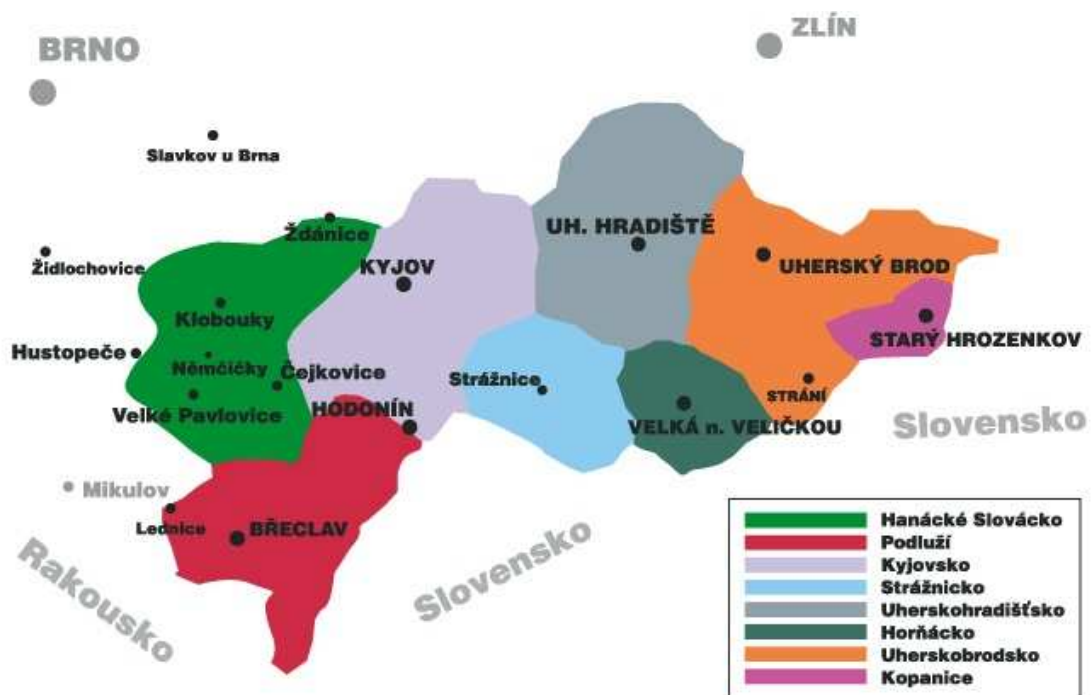 ZLÍN
BRNO
Slavkov u Brna
UH. HRADIŠTĚ
Ždánice
Židlochovice
KYJOV
UHERSKÝ BROD
Klobouky
STARÝ HROZENKOV
Hustopeče
Němčičky
Čejkovice
Strážnice
STRÁNÍ
Velké Pavlovice
HODONÍN
VELKÁ n. VELIČKOU
Slovensko
Mikulov
Lednice
BŘECLAV
Rakousko
Slovensko
Hanácké Slovácko
Podluží
Kyjovsko
Strážnicko
Uherskohradišťsko
Horňácko
Uherskobrodsko
Kopanice